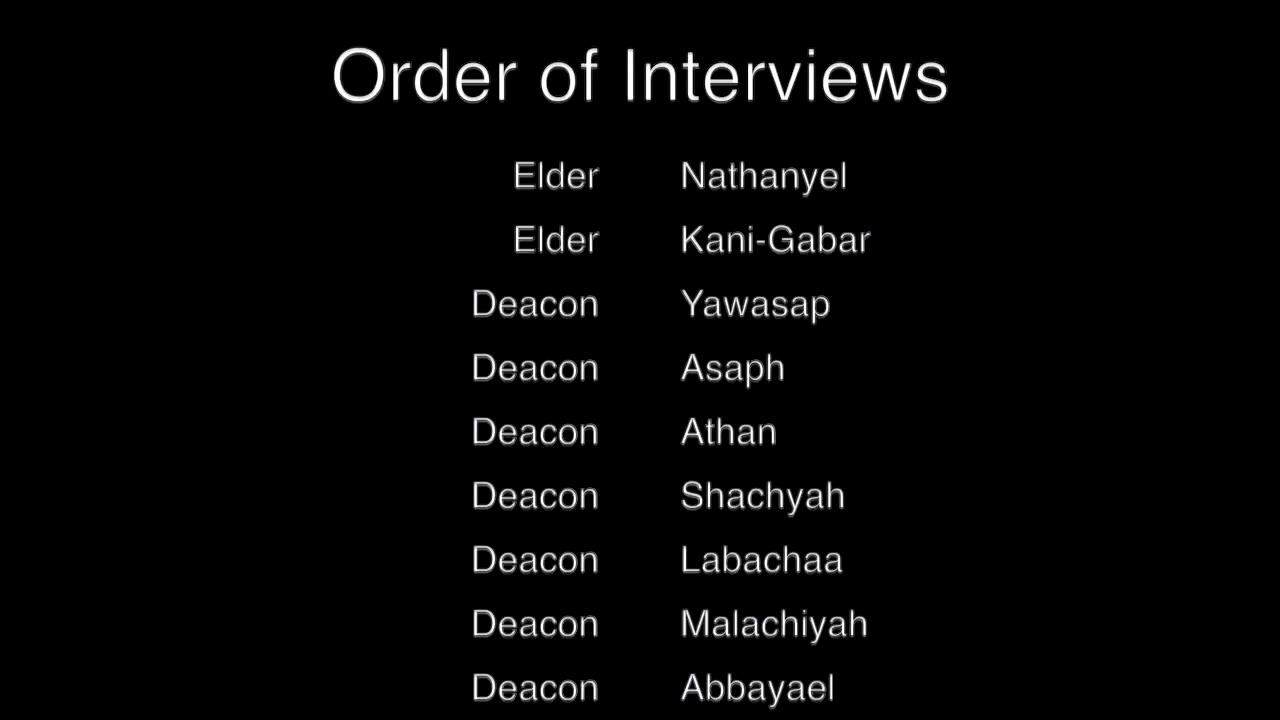 Order of Interviews
Elder Nathanyel
Elder Kani-Gabar
Deacon Yawasap
Deacon Asaph
Deacon Athan
Deacon Shachyah
Deacon Labachaa
Deacon Malachiyah
Deacon Abbayael